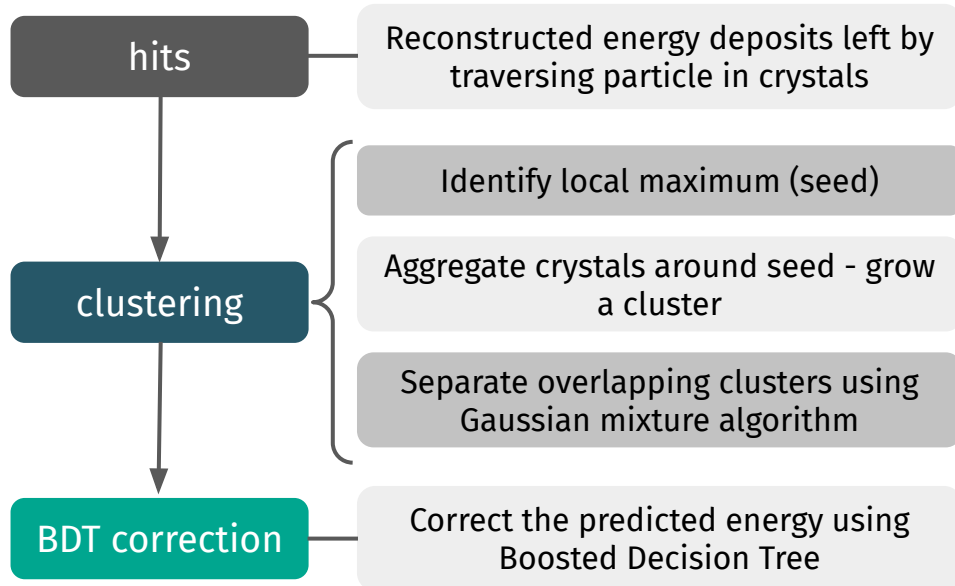 hits
Reconstructed energy deposits left by
traversing particle in crystals
Identify local maximum (seed)
clustering
Aggregate crystals around seed - grow
a cluster
Separate overlapping clusters using
Gaussian mixture algorithm
BDT correction
Correct the predicted energy using
Boosted Decision Tree